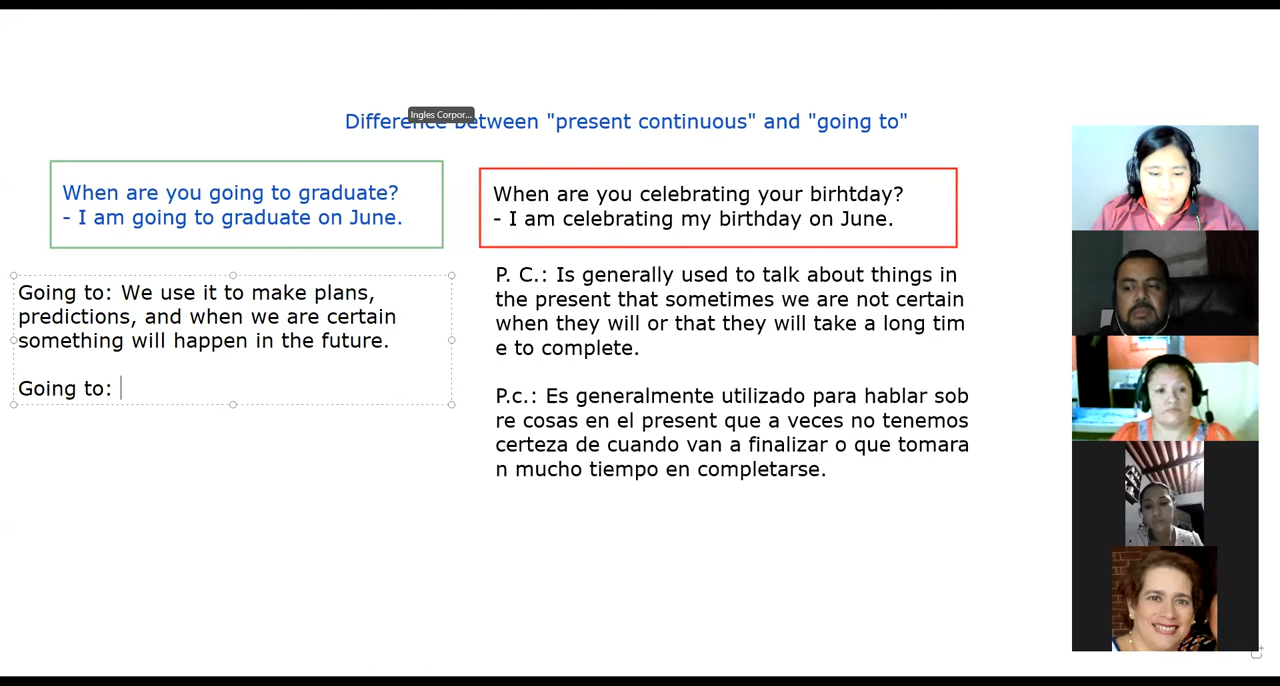 Difference between "present continuous" and "going to"
Ingles Corpor...
When are you going to graduate?
- I am going to graduate on June.
When are you celebrating your birhtday?
- I am celebrating my birthday on June.
Going to: We use it to make plans,
predictions, and when we are certain
something will happen in the future.
Going to:
P. C.: Is generally used to talk about things in
the present that sometimes we are not certain
when they will or that they will take a long tim
e to complete.
P.c.: Es generalmente utilizado para hablar sob
re cosas en el present que a veces no tenemos
certeza de cuando van a finalizar o que tomara
n mucho tiempo en completarse.